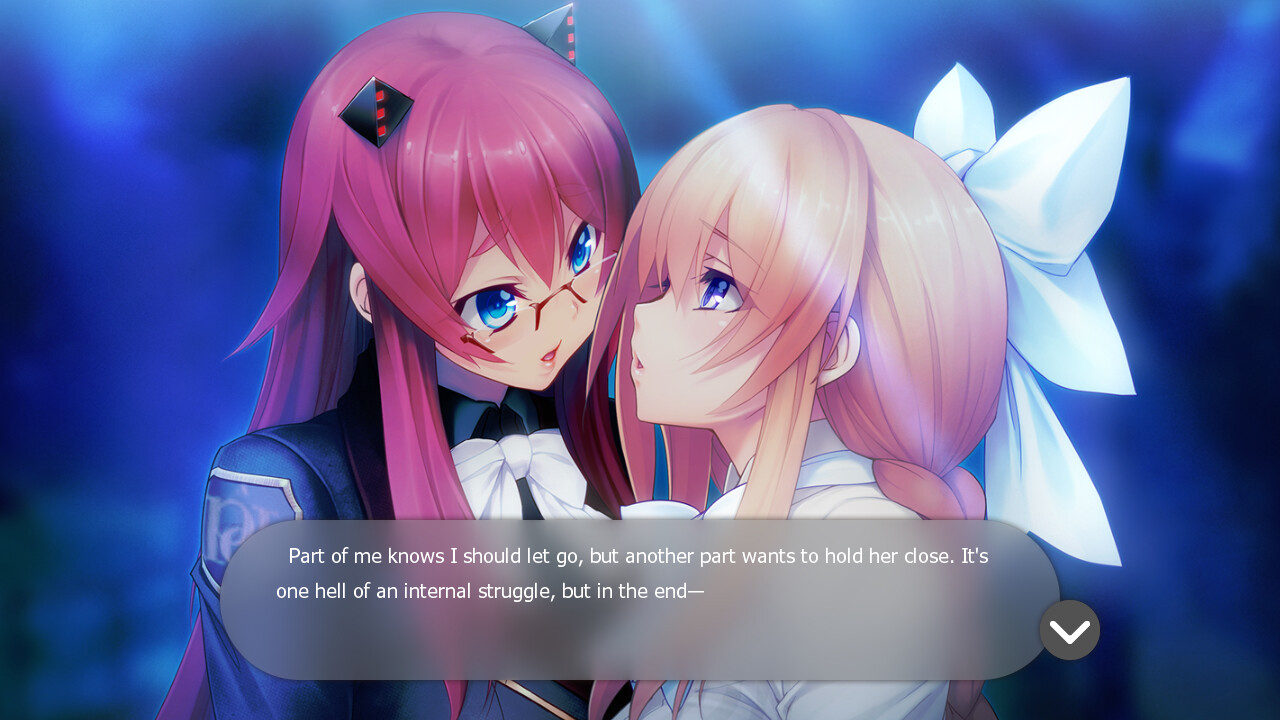 Part of me knows I should let go, but another part wants to hold her close. It's
one hell of an internal struggle, but in the end—